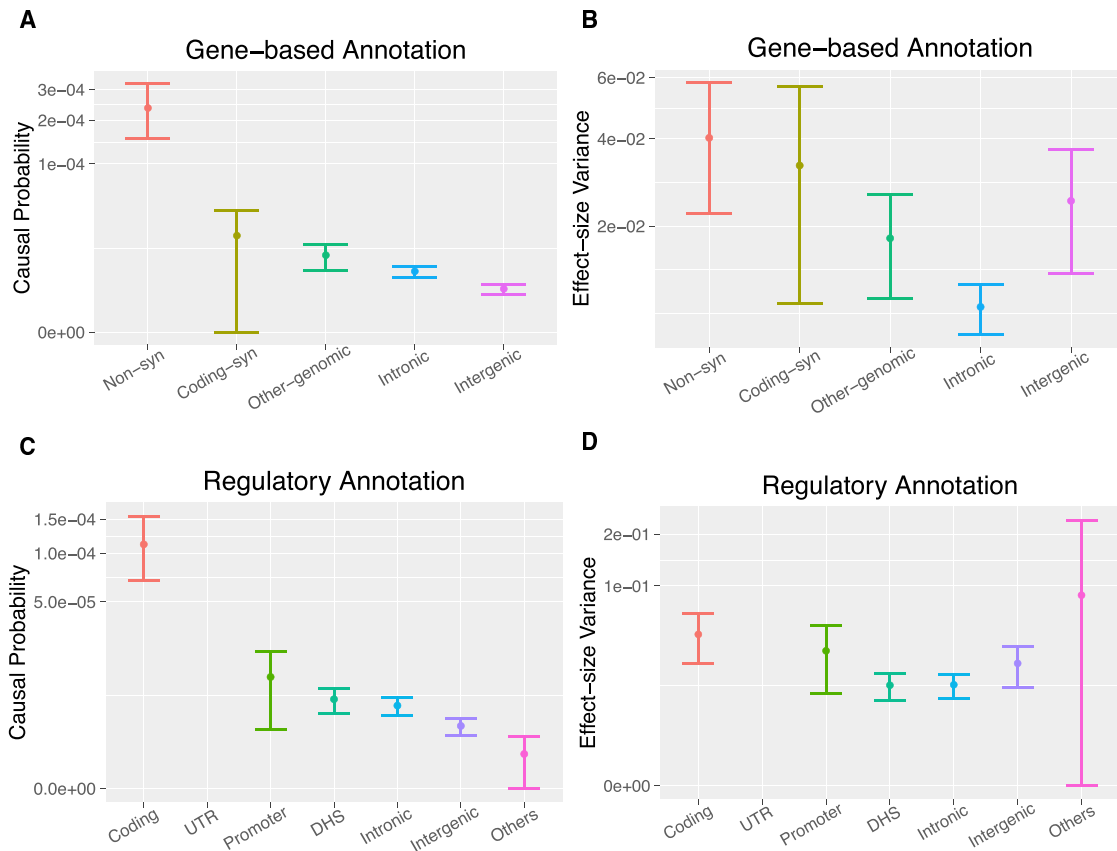 A
Gene−based Annotation
Causal Probability
3e−04
2e−04
1e−04
0e+00
Non−syn
Coding−syn
Other−genomic
Intronic
Intergenic
B
Gene−based Annotation
Effect−size Variance
6e−02
4e−02
2e−02
Non−syn
Coding−syn
Other−genomic
Intronic
Intergenic
C
Regulatory Annotation
Causal Probability
1.5e−04
1.0e−04
5.0e−05
0.0e+00
Coding
UTR
Promoter
DHS
Intronic
Intergenic
Others
D
Regulatory Annotation
Effect−size Variance
2e−01
1e−01
0e+00
Coding
UTR
Promoter
DHS
Intronic
Intergenic
Others